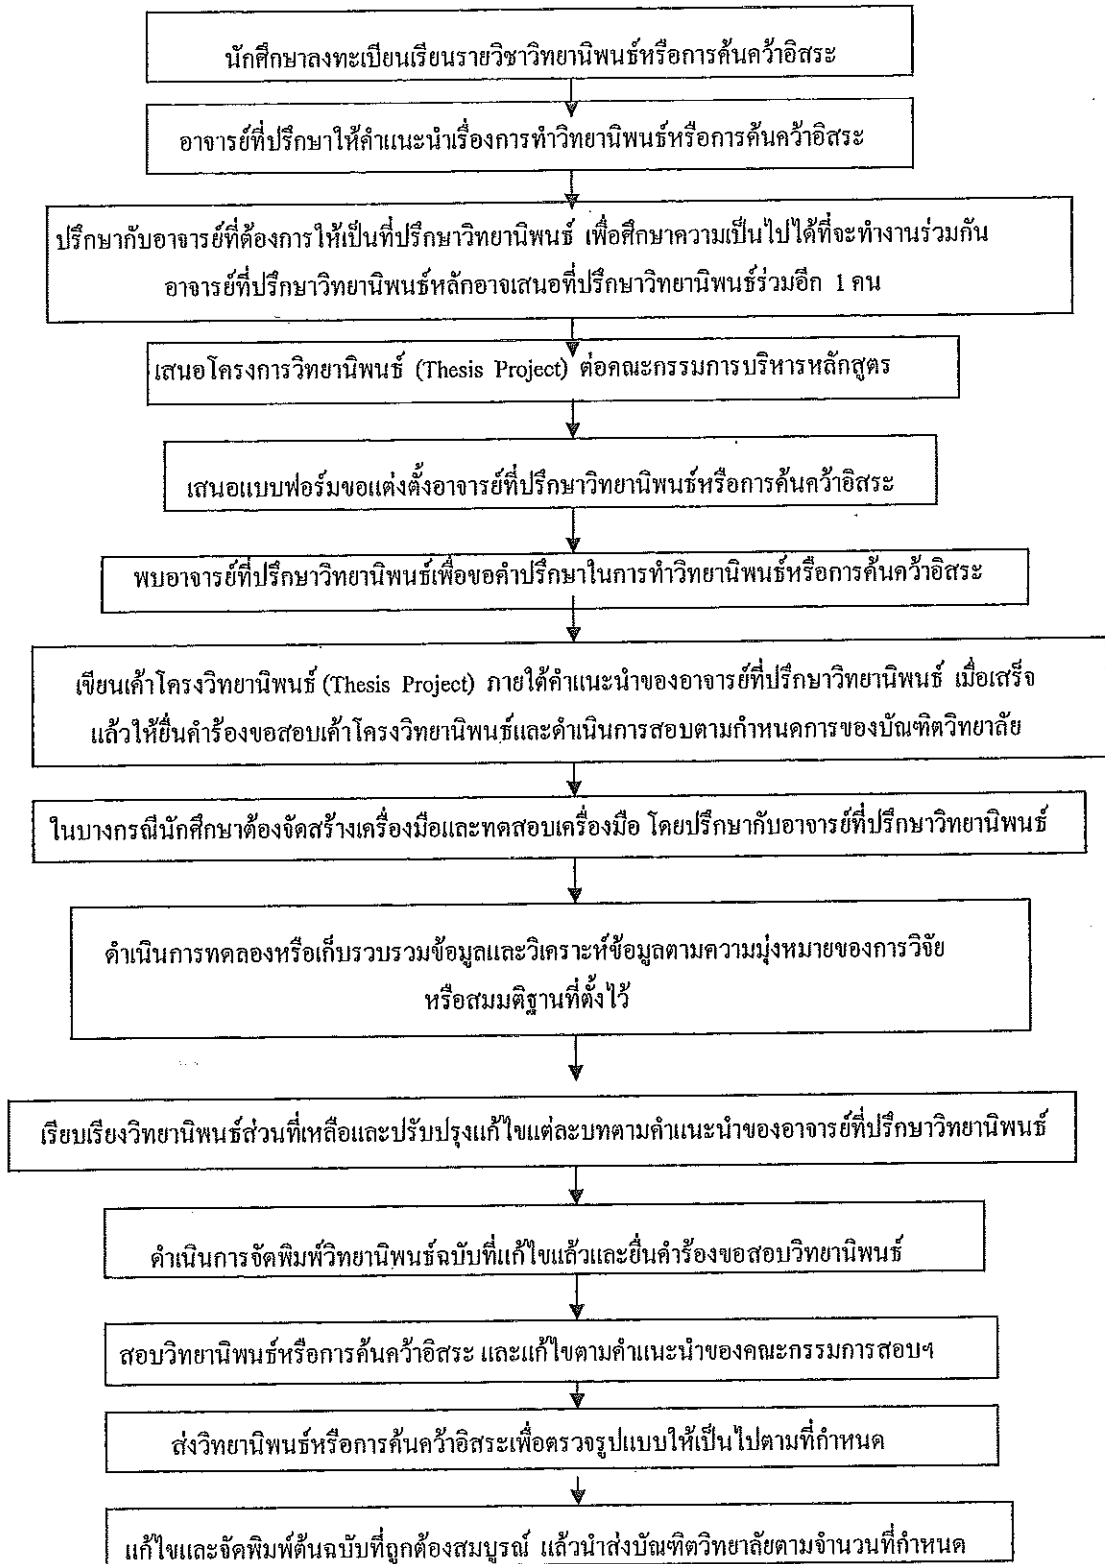 นักศึกษาลงทะเบียนเรียนรายวิชาวิทยานิพนธ์หรือการค้นคว้าอิสระ
อาจารย์ที่ปรึกษาให้คำแนะนำเรื่องการทำวิทยานิพนธ์หรือการค้นคว้าอิสระ
ปรึกษากับอาจารย์ที่ต้องการให้เป็นที่ปรึกษาวิทยานิพนธ์ เพื่อศึกษาความเป็นไปได้ที่จะทำงานร่วมกัน
อาจารย์ที่ปรึกษาวิทยานิพนธ์หลักอาจเสนอที่ปรึกษาวิทยานิพนธ์ร่วมอีก 1 คน
เสนอโครงการวิทยานิพนธ์ (Thesis Project) ต่อคณะกรรมการบริหารหลักสูตร
เสนอแบบฟอร์มขอแต่งตั้งอาจารย์ที่ปรึกษาวิทยานิพนธ์หรือการค้นคว้าอิสระ
พบอาจารย์ที่ปรึกษาวิทยานิพนธ์เพื่อขอคำปรึกษาในการทำวิทยานิพนธ์หรือการค้นคว้าอิสระ
เขียนเค้าโครงวิทยานิพนธ์ (Thesis Project) ภายใต้คำแนะนำของอาจารย์ที่ปรึกษาวิทยานิพนธ์ เมื่อเสร็จ
แล้วให้ยื่นคำร้องขอสอบเค้าโครงวิทยานิพนธ์และดำเนินการสอบตามกำหนดการของบัณฑิตวิทยาลัย
ในบางกรณีนักศึกษาต้องจัดสร้างเครื่องมือและทดสอบเครื่องมือ โดยปรึกษากับอาจารย์ที่ปรึกษาวิทยานิพนธ์
ดำเนินการทดลองหรือเก็บรวบรวมข้อมูลและวิเคราะห์ข้อมูลตามความมุ่งหมายของการวิจัย
หรือสมมติฐานที่ตั้งไว้
เรียบเรียงวิทยานิพนธ์ส่วนที่เหลือและปรับปรุงแก้ไขแต่ละบทตามคำแนะนำของอาจารย์ที่ปรึกษาวิทยานิพนธ์
ดำเนินการจัดพิมพ์วิทยานิพนธ์ฉบับที่แก้ไขแล้วและยื่นคำร้องขอสอบวิทยานิพนธ์
สอบวิทยานิพนธ์หรือการค้นคว้าอิสระ และแก้ไขตามคำแนะนำของคณะกรรมการสอบฯ
ส่งวิทยานิพนธ์หรือการค้นคว้าอิสระเพื่อตรวจรูปแบบให้เป็นไปตามที่กำหนด
แก้ไขและจัดพิมพ์ต้นฉบับที่ถูกต้องสมบูรณ์ แล้วนำส่งบัณฑิตวิทยาลัยตามจำนวนที่กำหนด